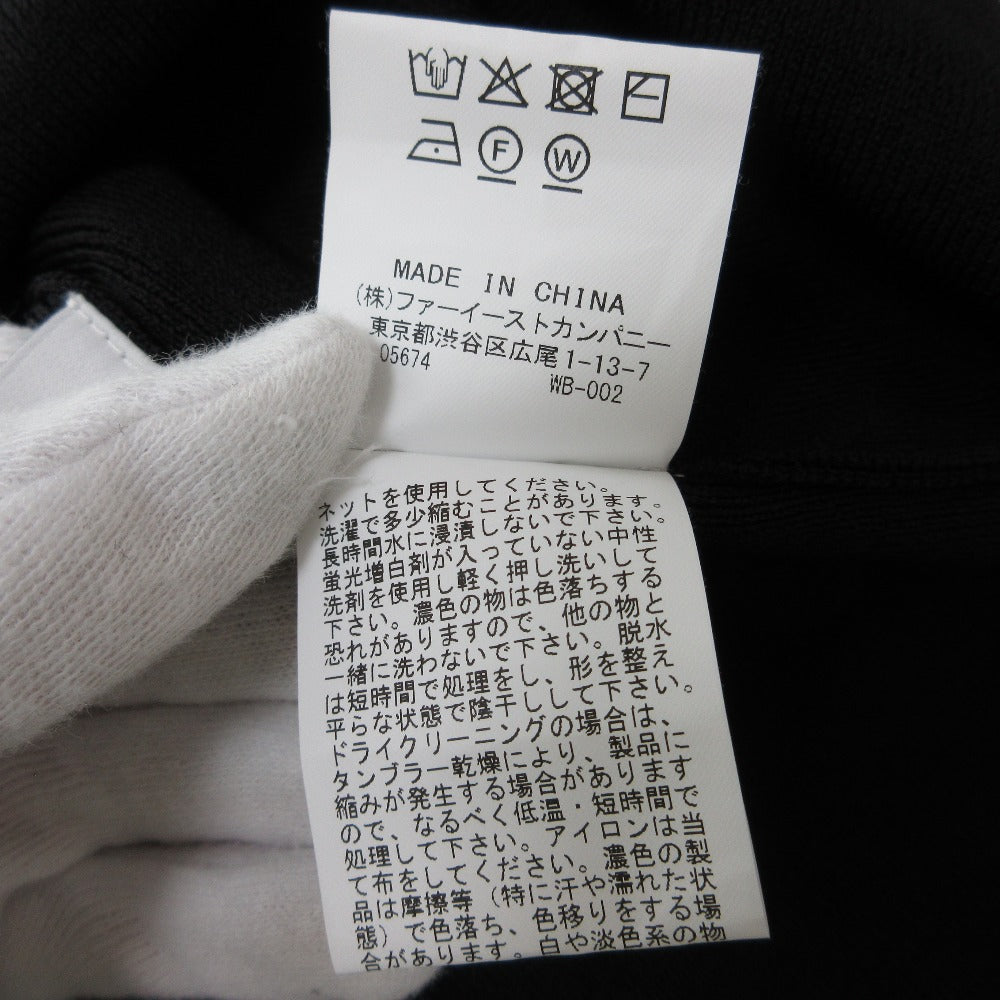 F W
MADE IN CHINA
(株)ファーイーストカンパニー
東京都渋谷区広尾1-13-7
05674 WB-002
ネットを使用してください。
洗濯で多少縮むことがあります。
長時間水に浸漬しないで下さい。
蛍光増白剤が入っていない中性
洗剤を使用し軽く押し洗いして
下さい。濃色の物は色落ちする
恐れがありますので、他の物と
一緒に洗わないで下さい。脱水
は短時間で処理をし、形を整え
平らな状態で陰干しして下さい。
ドライクリーニングの場合は、
タンブラー乾燥により、製品に
縮みが発生する場合があります
ので、なるべく低温・短時間で
処理して下さい。アイロンは当
て布をしてください。濃色の製
品は摩擦等（特に汗や濡れた状
態）で色落ち、色移りをする場
合があります。白や淡色系の物